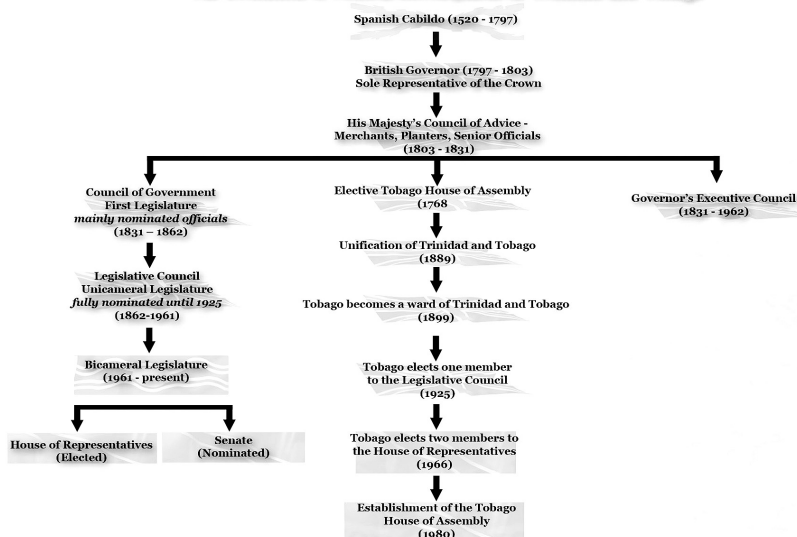 Spanish Cabildo (1520 - 1797)
British Governor (1797 - 1803)
Sole Representative of the Crown
His Majesty's Council of Advice -
Merchants, Planters, Senior Officials
(1803 - 1831)
Council of Government
First Legislature
mainly nominated officials
(1831 – 1862)
Legislative Council
Unicameral Legislature
fully nominated until 1925
(1862-1961)
Bicameral Legislature
(1961 - present)
House of Representatives
(Elected)
Senate
(Nominated)
Elective Tobago House of Assembly
(1768
Unification of Trinidad and Tobago
(1889)
Tobago becomes a ward of Trinidad and Tobago
(1899)
Tobago elects one member
to the Legislative Council
(1925)
Tobago elects two members to
the House of Representatives
(1966)
Establishment of the Tobago
House of Assembly
(1980)
Governor's Executive Council
(1831 - 1962)